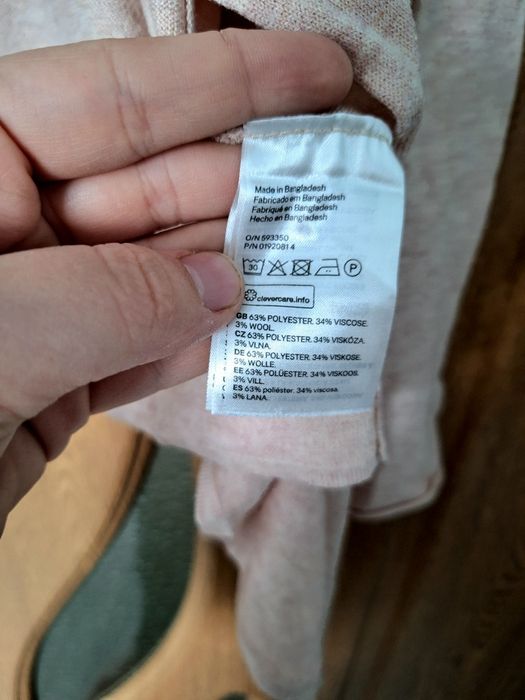 Made in Bangladesh
Fabricado em Bangladesh
Fabriqué en Bangladesh
Hecho en Bangladesh
O/N 593350
P/N 01920814
30 P
clevercare.info
GB 63% POLYESTER. 34% VISCOSE.
3% WOOL.
CZ 63% POLYESTER. 34% VISKÓZA.
3% VLNA.
DE 63% POLYESTER. 34% VISKOSE.
3% WOLLE.
EE 63% POLÜESTER. 34% VISKOOS.
3% VILL.
ES 63% poliéster. 34% viscosa.
3% LANA.